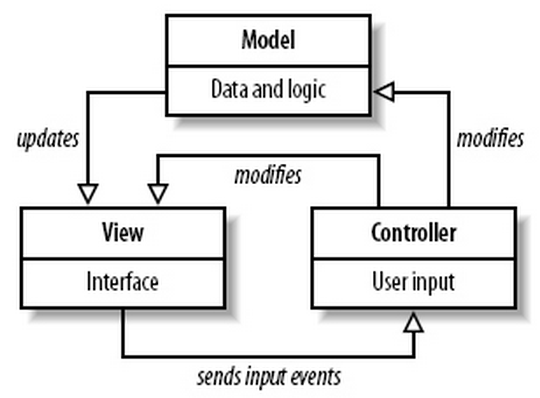 Model
Data and logic
updates
modifies
modifies
View
Interface
Controller
User input
sends input events